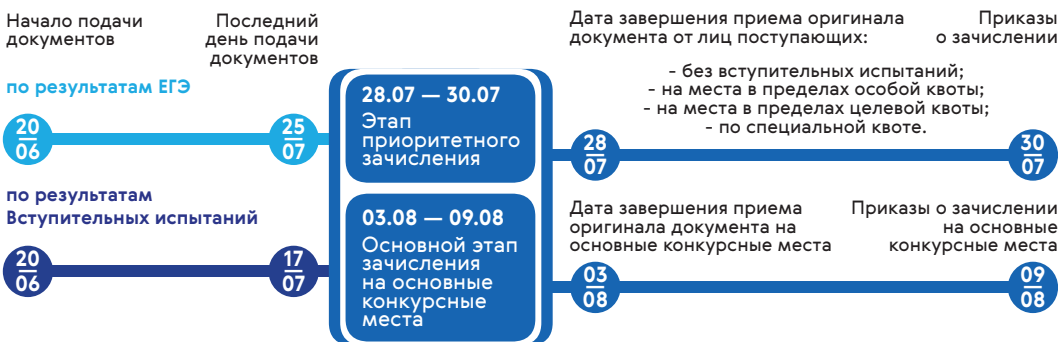 Начало подачи
документов
Последний
день подачи
документов
по результатам ЕГЭ
20
06
25
07
по результатам
Вступительных испытаний
20
06
17
07
28.07 — 30.07
Этап
приоритетного
зачисления
03.08 — 09.08
Основной этап
зачисления
на основные
конкурсные
места
Дата завершения приема оригинала
документа от лиц поступающих:
Приказы
о зачислении
- без вступительных испытаний;
- на места в пределах особой квоты;
- на места в пределах целевой квоты;
- по специальной квоте.
28
07
30
07
Дата завершения приема
оригинала документа на
основные конкурсные места
Приказы о зачислении
на основные
конкурсные места
03
08
09
08